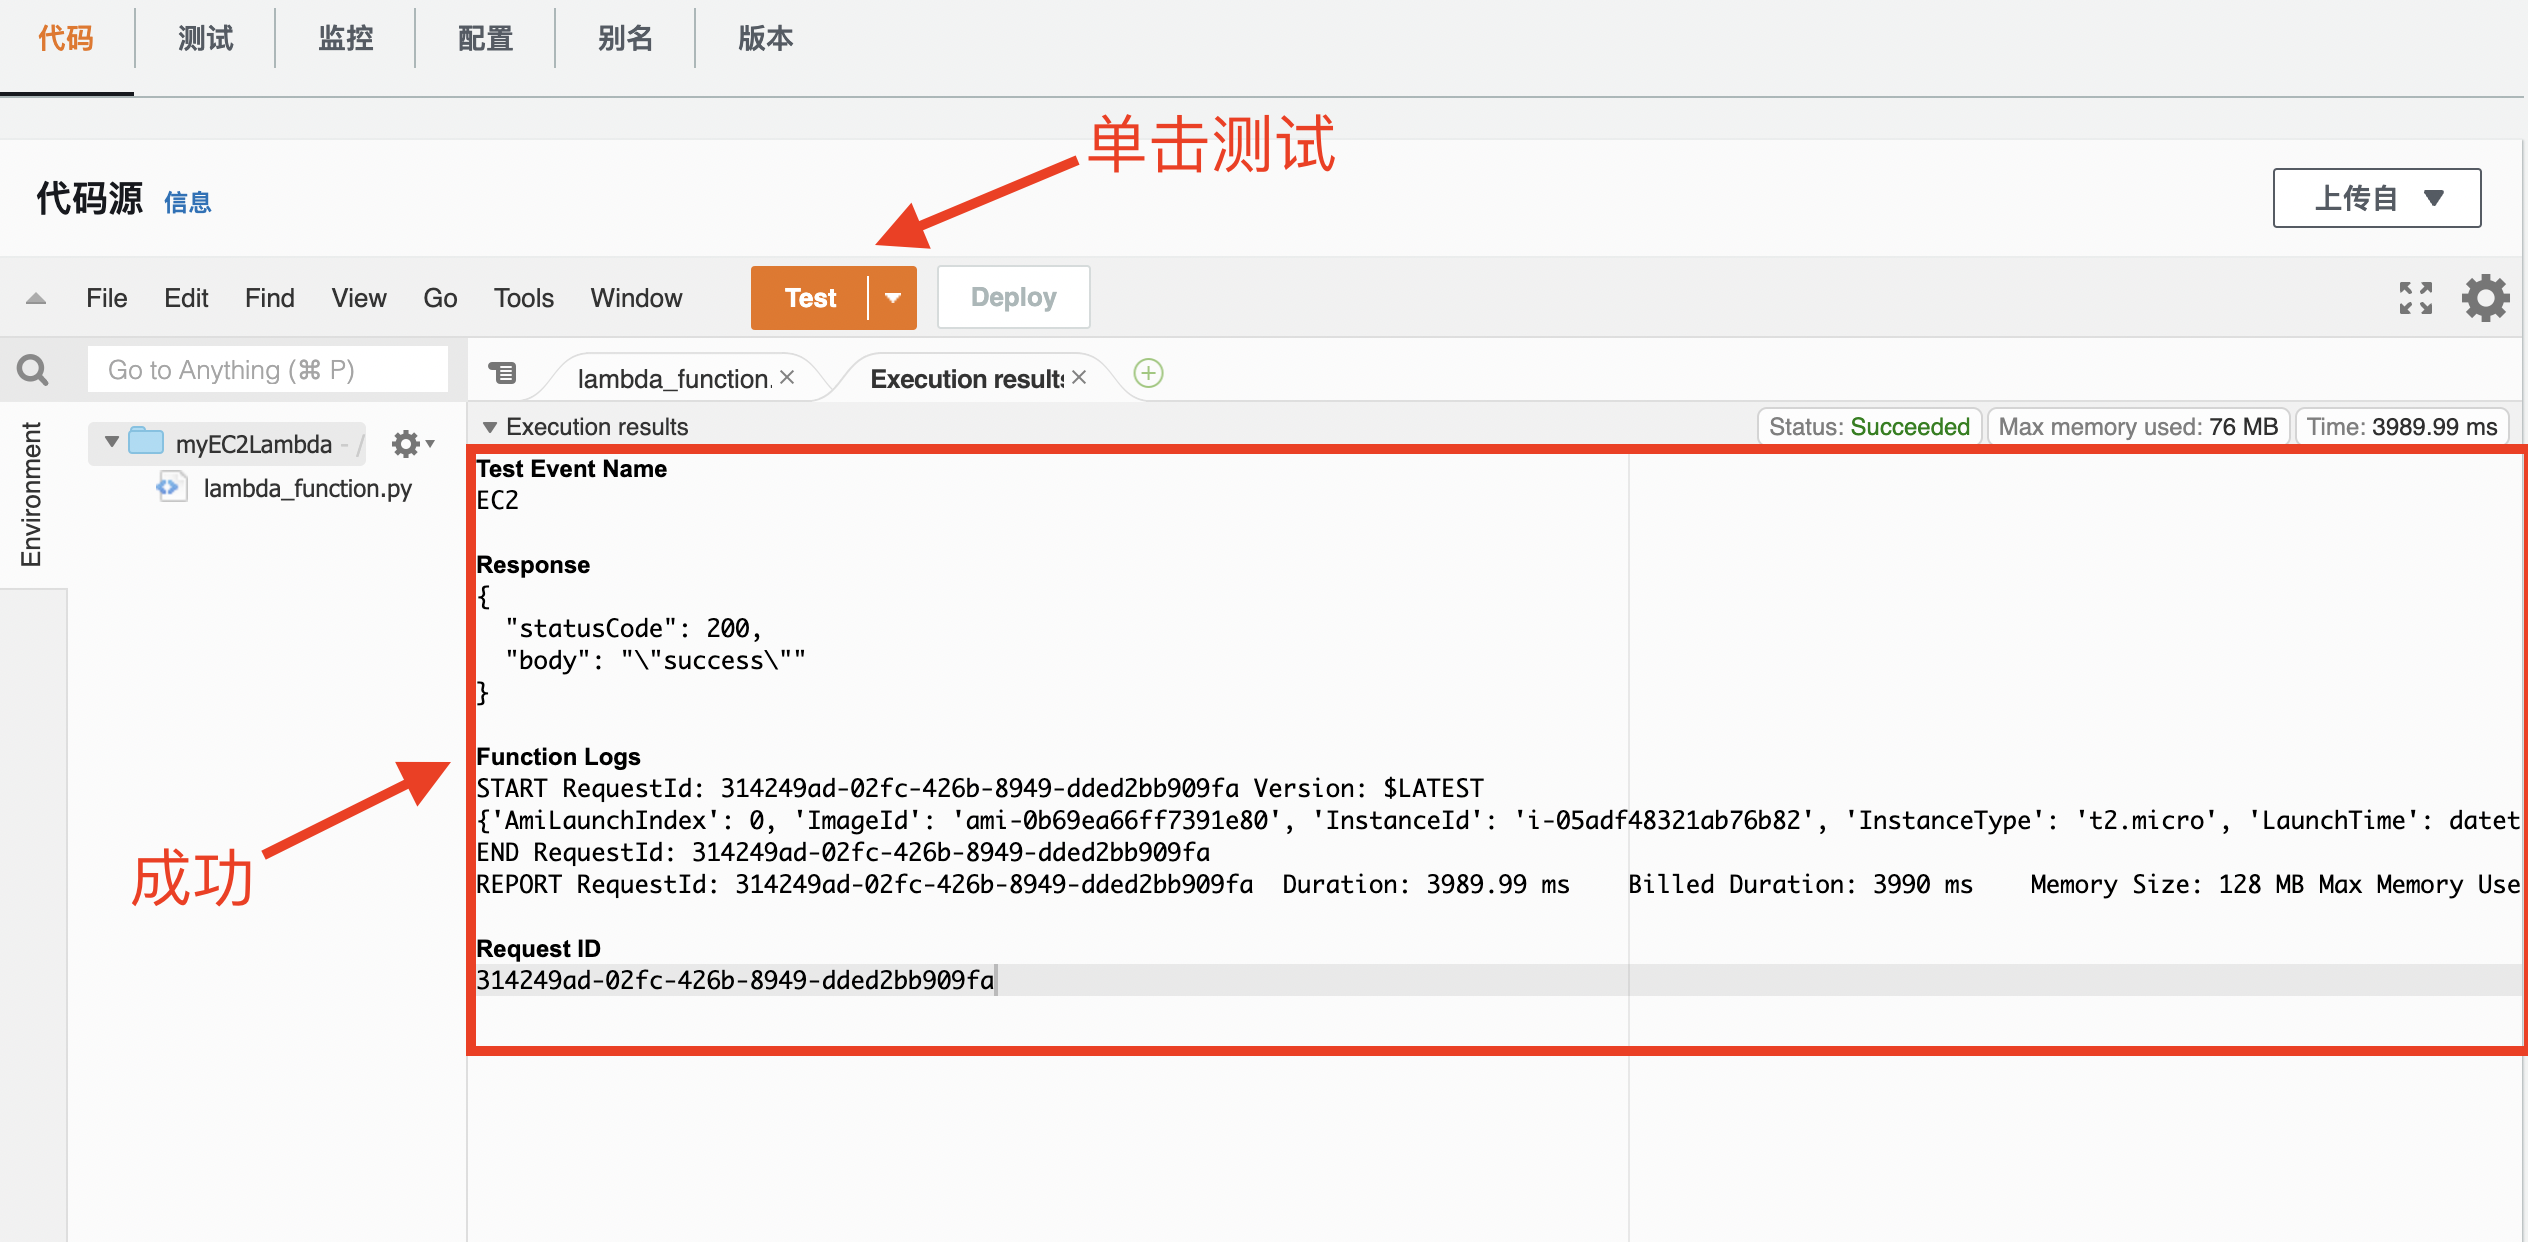 代码 测试 监控 配置 别名 版本
单击测试
代码源 信息
上传自
File Edit Find View Go Tools Window Test Deploy
Go to Anything (⌘ P)
lambda_function.
Execution results
Execution results
Status: Succeeded Max memory used: 76 MB Time: 3989.99 ms
Environment
myEC2Lambda - /
lambda_function.py
Test Event Name
EC2
Response
{
"statusCode": 200,
"body": "\"success\""
}
Function Logs
START RequestId: 314249ad-02fc-426b-8949-dded2bb909fa Version: $LATEST
{'AmiLaunchIndex': 0, 'ImageId': 'ami-0b69ea66ff7391e80', 'InstanceId': 'i-05adf48321ab76b82', 'InstanceType': 't2.micro', 'LaunchTime': datet
END RequestId: 314249ad-02fc-426b-8949-dded2bb909fa
REPORT RequestId: 314249ad-02fc-426b-8949-dded2bb909fa Duration: 3989.99 ms Billed Duration: 3990 ms Memory Size: 128 MB Max Memory Use
成功
Request ID
314249ad-02fc-426b-8949-dded2bb909fa